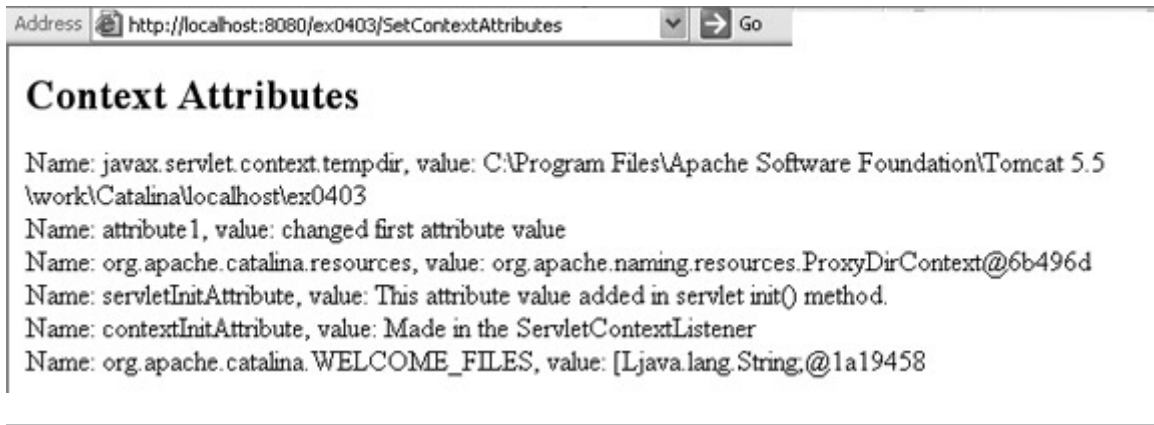 Address http://localhost:8080/ex0403/SetContextAttributes Go
Context Attributes
Name: javax.servlet.context.tempdir, value: C:\Program Files\Apache Software Foundation\Tomcat 5.5
\work\Catalina\localhost\ex0403
Name: attribute1, value: changed first attribute value
Name: org.apache.catalina.resources, value: org.apache.naming.resources.ProxyDirContext@6b496d
Name: servletInitAttribute, value: This attribute value added in servlet init() method.
Name: contextInitAttribute, value: Made in the ServletContextListener
Name: org.apache.catalina.WELCOME_FILES, value: [Ljava.lang.String;@1a19458